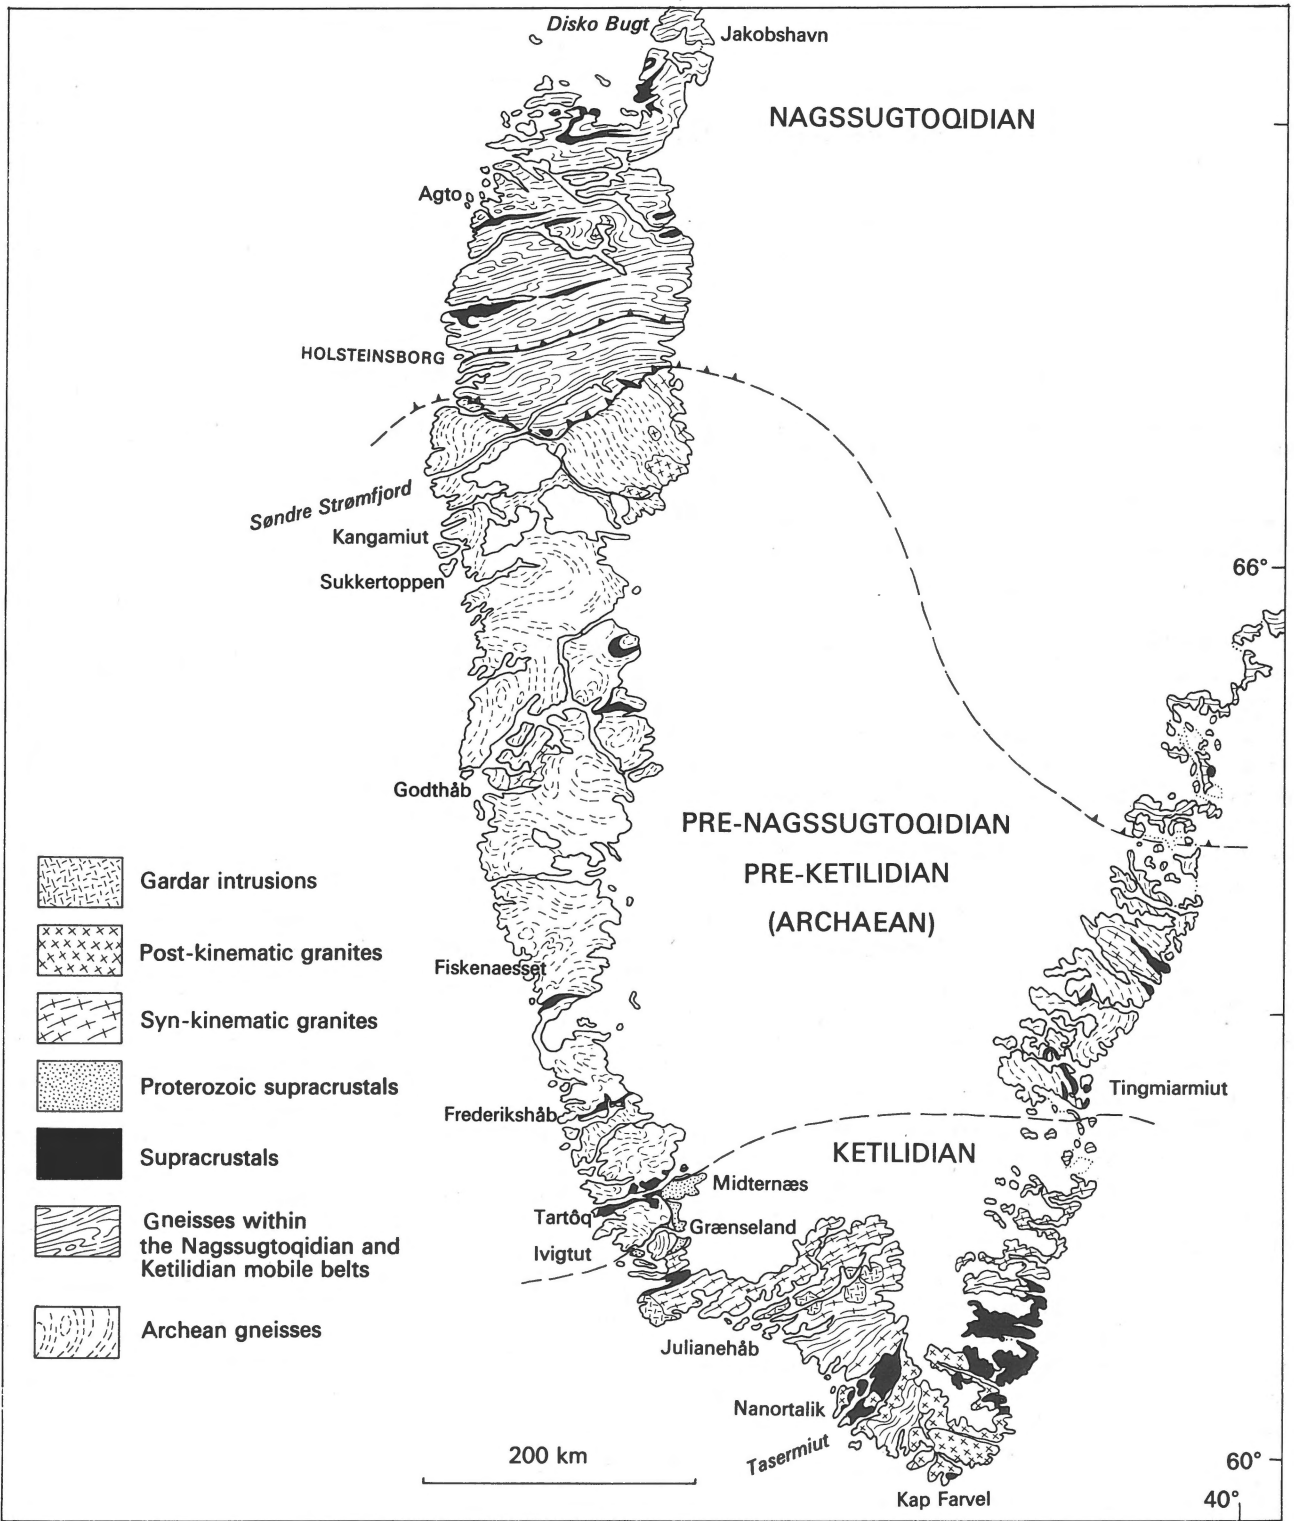 Disko Bugt
Jakobshavn
NAGSSUGTOQIDIAN
Agto
HOLSTEINSBORG
Søndre Strømfjord
Kangamiut
66°
Sukkertoppen
Godthåb
PRE-NAGSSUGTOQIDIAN
PRE-KETILIDIAN
(ARCHAEAN)
Gardar intrusions
Post-kinematic granites
Fiskenaesset
Syn-kinematic granites
Proterozoic supracrustals
Tingmiarmiut
Frederikshåb
Supracrustals
KETILIDIAN
Midternæs
Tartôq
Grænseland
Ivigtut
Gneisses within
the Nagssugtoqidian and
Ketilidian mobile belts
Archean gneisses
Julianehåb
Nanortalik
Tasermiut
200 km
60°
Kap Farvel
40°